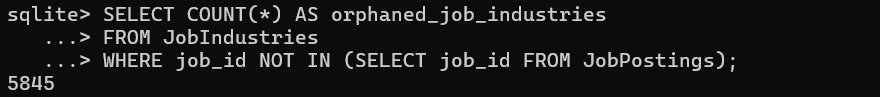 sqlite> SELECT COUNT(*) AS orphaned_job_industries
   ...> FROM JobIndustries
   ...> WHERE job_id NOT IN (SELECT job_id FROM JobPostings);
5845